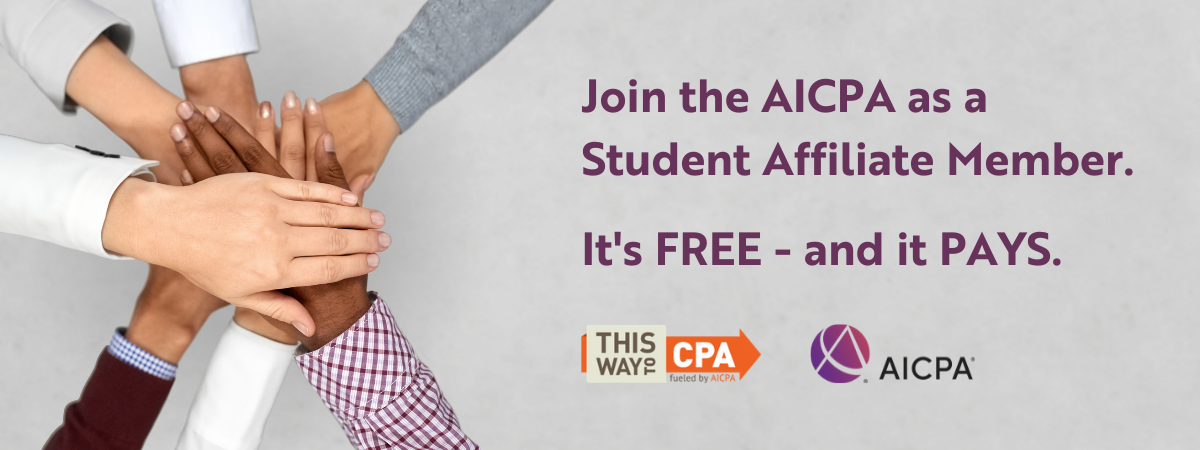 Join the AICPA as a
Student Affiliate Member.
It's FREE - and it PAYS.
THIS
WAY TO
CPA
fueled by AICPA
AICPA®